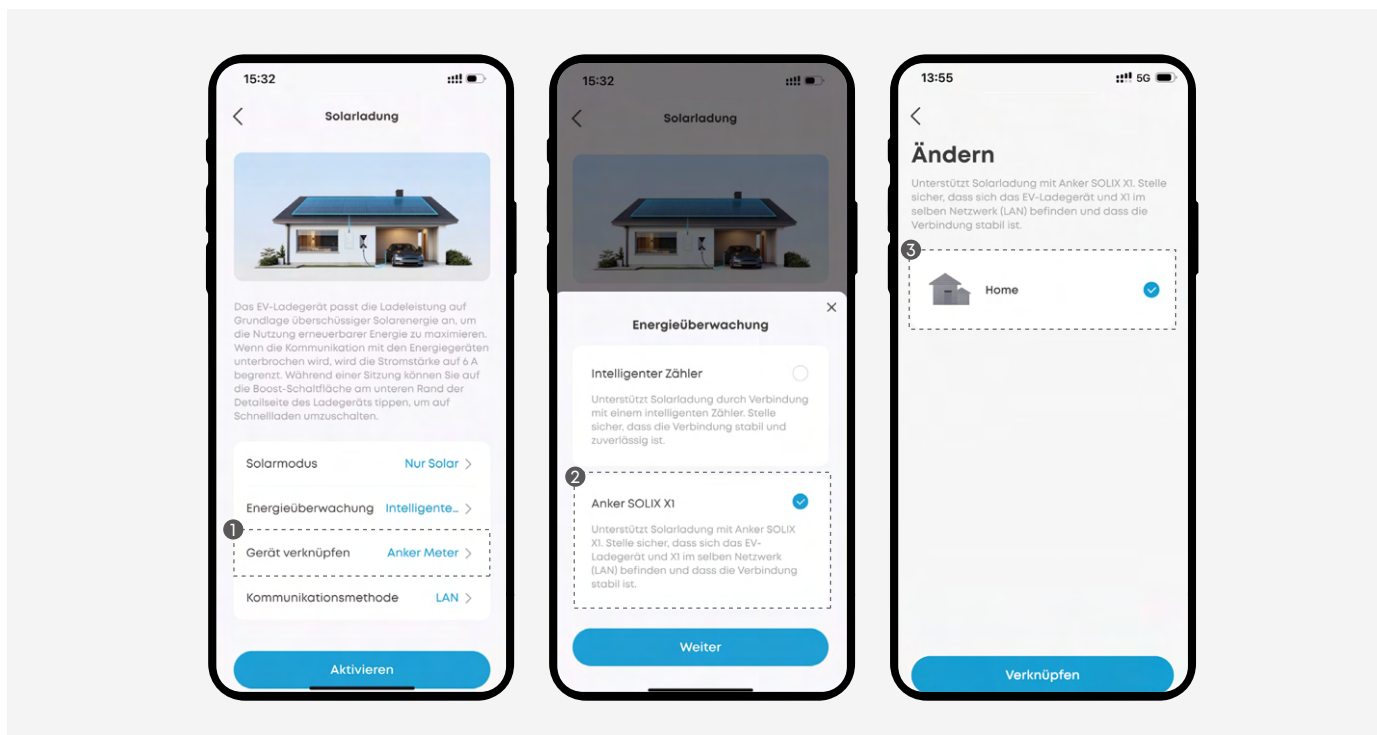 15:32
Solarladung
Das EV-Ladegerät passt die Ladeleistung auf
Grundlage überschüssiger Solarenergie an, um
die Nutzung erneuerbarer Energie zu maximieren.
Wenn die Kommunikation mit den Energiegeräten
unterbrochen wird, wird die Stromstärke auf 6 A
begrenzt. Während einer Sitzung können Sie auf
die Boost-Schaltfläche am unteren Rand der
Detailseite des Ladegeräts tippen, um auf
Schnellladen umzuschalten.
Solarmodus Nur Solar >
Energieüberwachung Intelligente... >
1
Gerät verknüpfen Anker Meter >
Kommunikationsmethode LAN >
Aktivieren
15:32
Solarladung
Energieüberwachung
Intelligenter Zähler
Unterstützt Solarladung durch Verbindung
mit einem intelligenten Zähler. Stelle
sicher, dass die Verbindung stabil und
zuverlässig ist.
2
Anker SOLIX X1
Unterstützt Solarladung mit Anker SOLIX
X1. Stelle sicher, dass sich das EV-
Ladegerät und X1 im selben Netzwerk
(LAN) befinden und dass die Verbindung
stabil ist.
Weiter
13:55 5G
Ändern
Unterstützt Solarladung mit Anker SOLIX X1. Stelle
sicher, dass sich das EV-Ladegerät und X1 im
selben Netzwerk (LAN) befinden und dass die
Verbindung stabil ist.
3
Home
Verknüpfen